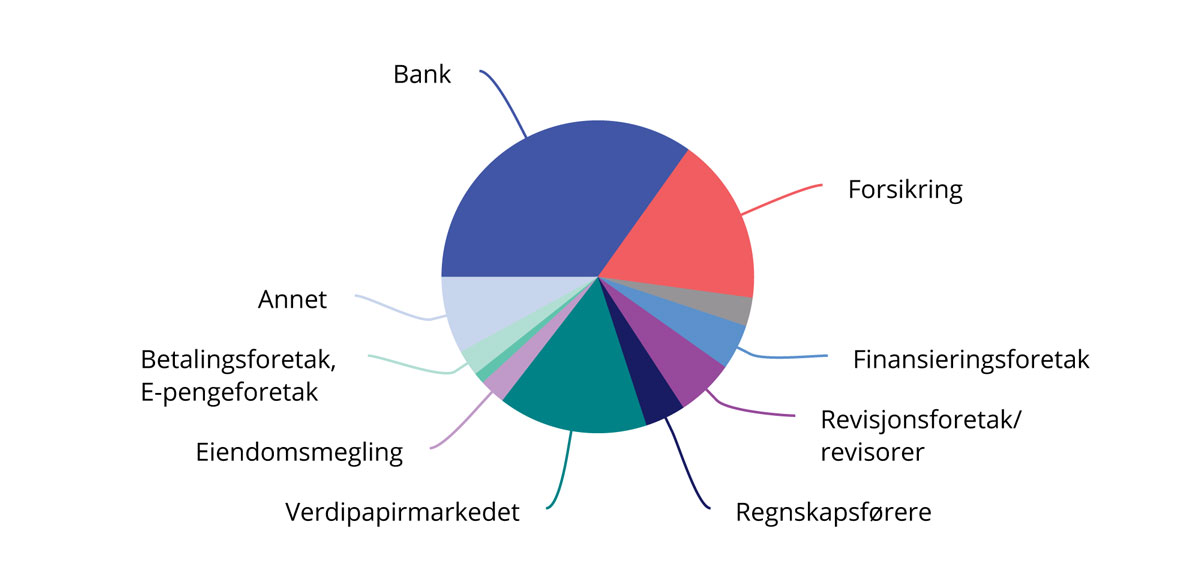 Bank
Forsikring
Annet
Betalingsforetak,
E-pengeforetak
Finansieringsforetak
Revisjonsforetak/
revisorer
Eiendomsmegling
Verdipapirmarkedet
Regnskapsførere